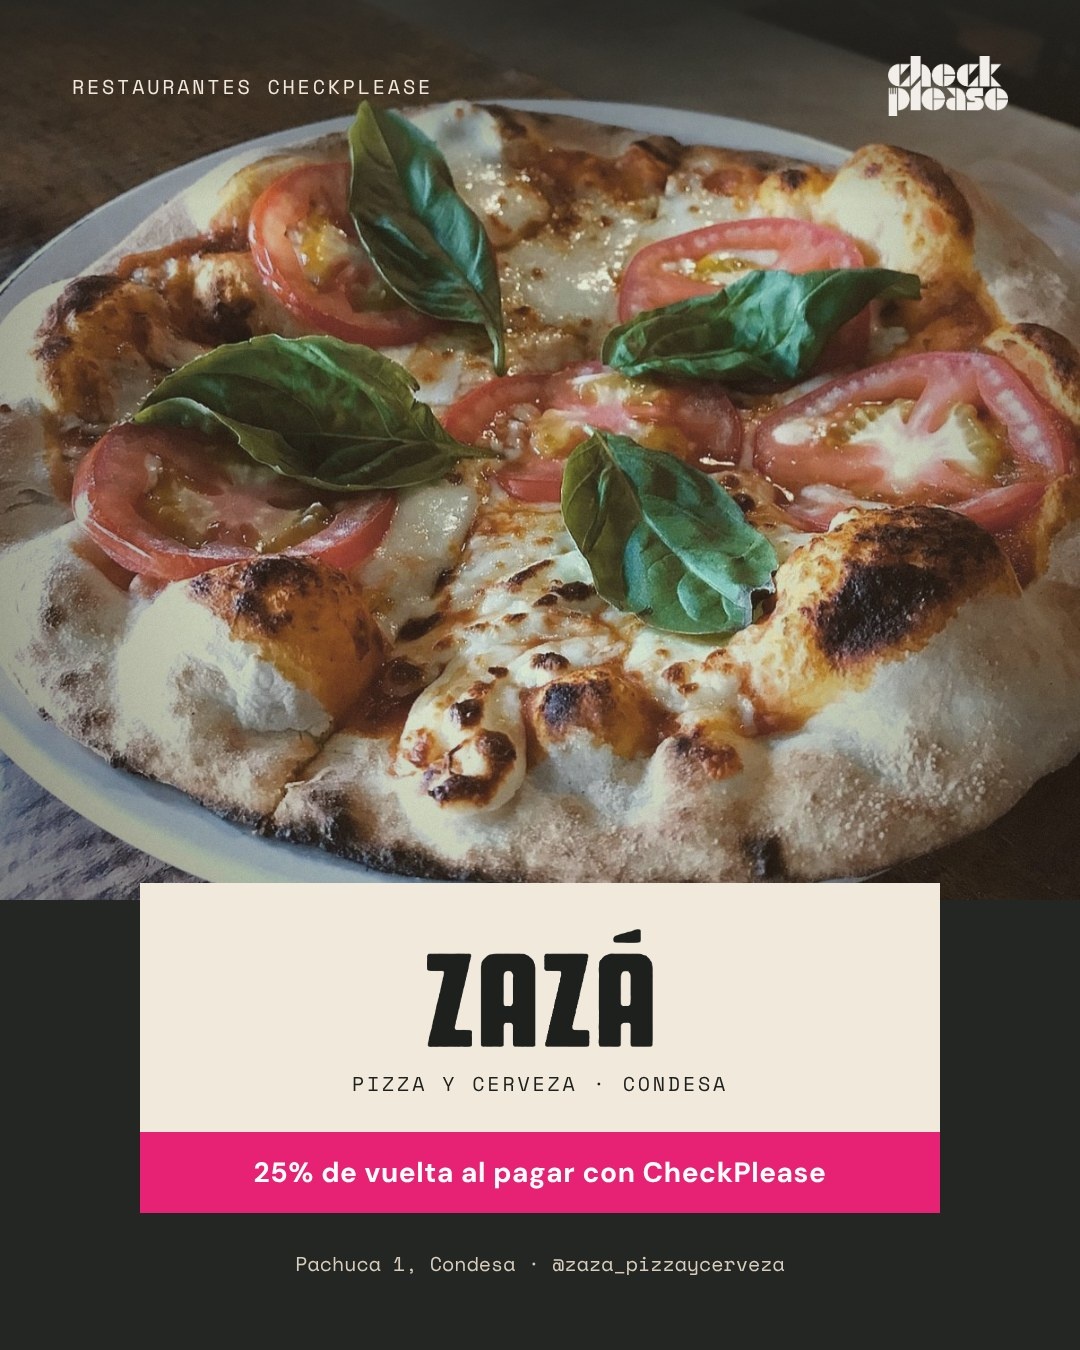 RESTAURANTES CHECKPLEASE
check
please
ZAZÁ
PIZZA Y CERVEZA · CONDESA
25% de vuelta al pagar con CheckPlease
Pachuca 1, Condesa · @zaza_pizzaycerveza